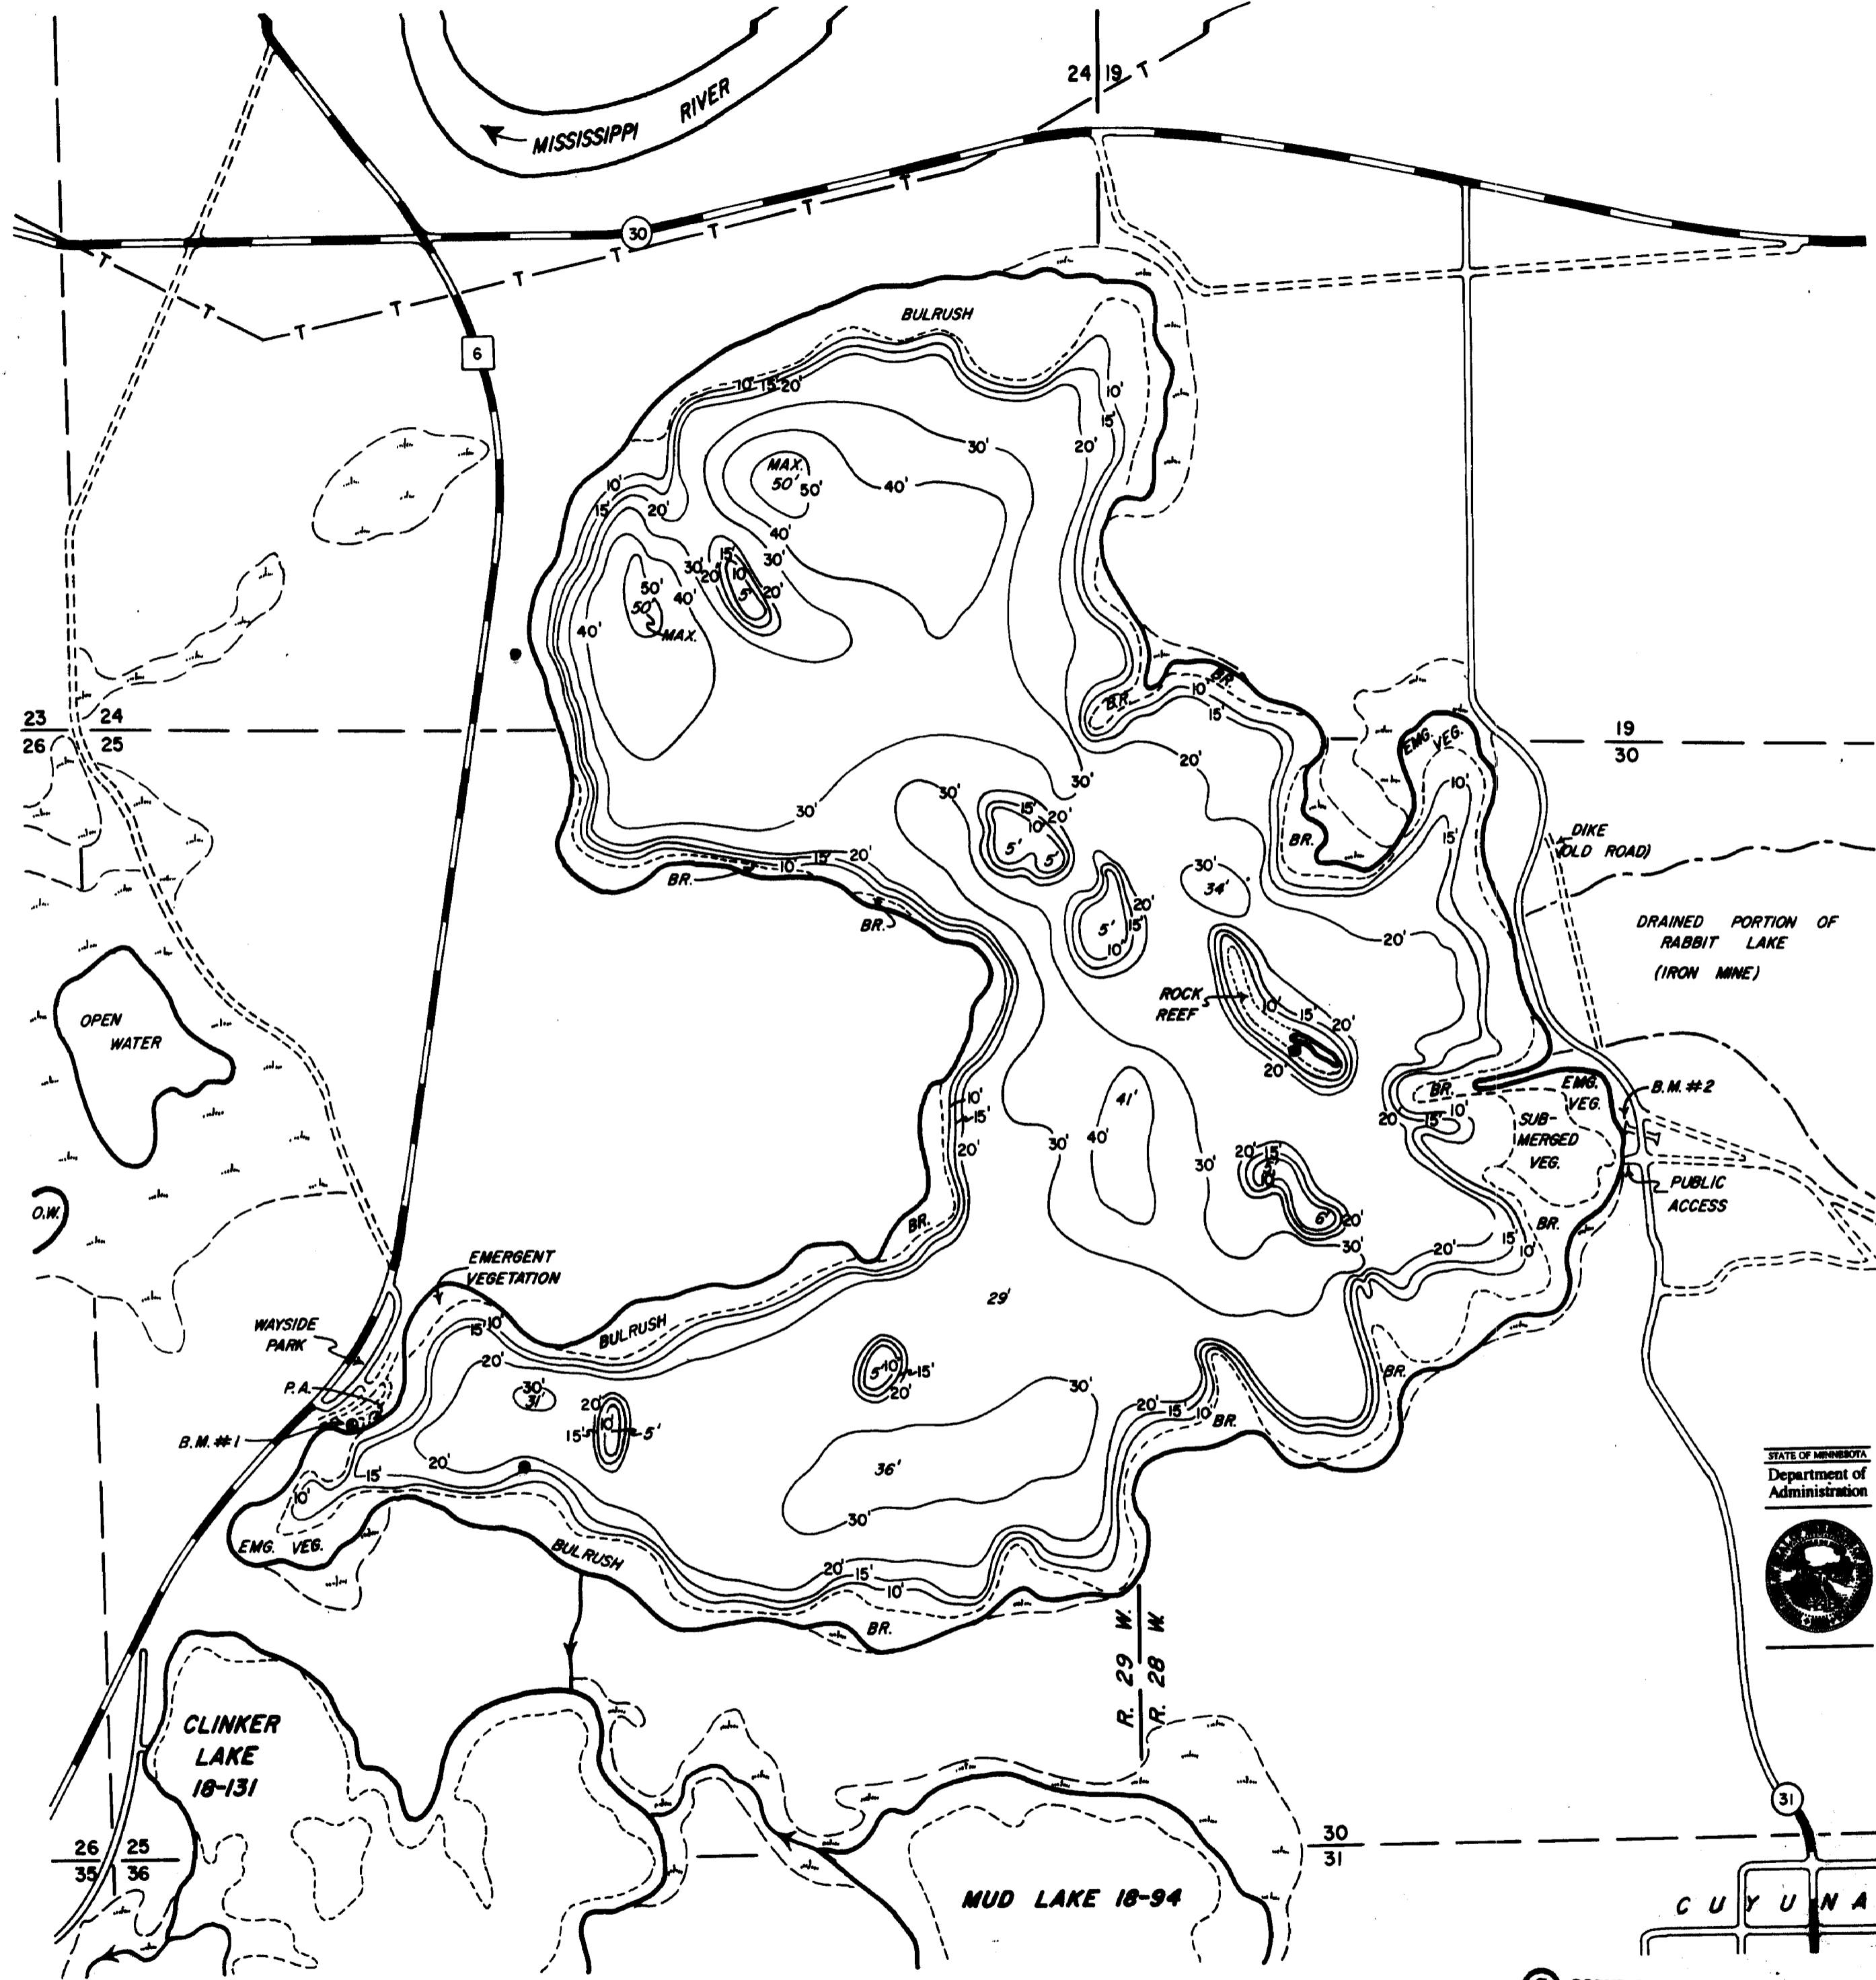 24 19
T
MISSISSIPPI RIVER
30
T T T T T T T T T
6
BULRUSH
10' 15' 20'
10'
15'
20'
30'
MAX.
50'
50'
40'
10'
15'
20'
40'
30'
15'
30'
20'
10'
5'
20'
50'
50'
40'
MAX.
40'
23 24
26 25
BR.
BR.
10'
15'
20'
30'
EMG. VEG.
19
30
10'
15'
BR.
DIKE
(OLD ROAD)
30'
30'
15'
20'
10'
5'
5'
10' 15' 20'
BR.
BR.
30'
34'
20'
15'
5'
10'
20'
DRAINED PORTION OF
RABBIT LAKE
(IRON MINE)
ROCK
REEF
10'
15'
20'
20'
OPEN
WATER
10'
15'
20'
41'
40'
30'
30'
BR.
EMG.
VEG.
B.M. #2
20'
15'
10'
SUB-
MERGED
VEG.
PUBLIC
ACCESS
20' 15'
5'
10'
6'
20'
30'
BR.
O.W.
BR.
20'
15'
10'
EMERGENT
VEGETATION
29'
WAYSIDE
PARK
15' 10'
BULRUSH
20'
P.A.
30'
31'
20'
10'
15'
5'
5'
10'
15'
20'
30'
BR.
B.M. #1
20' 15' 10'
BR.
20'
15'
36'
10'
30'
EMG. VEG.
BULRUSH
20'
15'
10'
BR.
R. 29 W.
R. 28 W.
STATE OF MINNESOTA
Department of
Administration
CLINKER
LAKE
18-131
31
26 25
35 36
30
31
MUD LAKE 18-94
CUYUNA